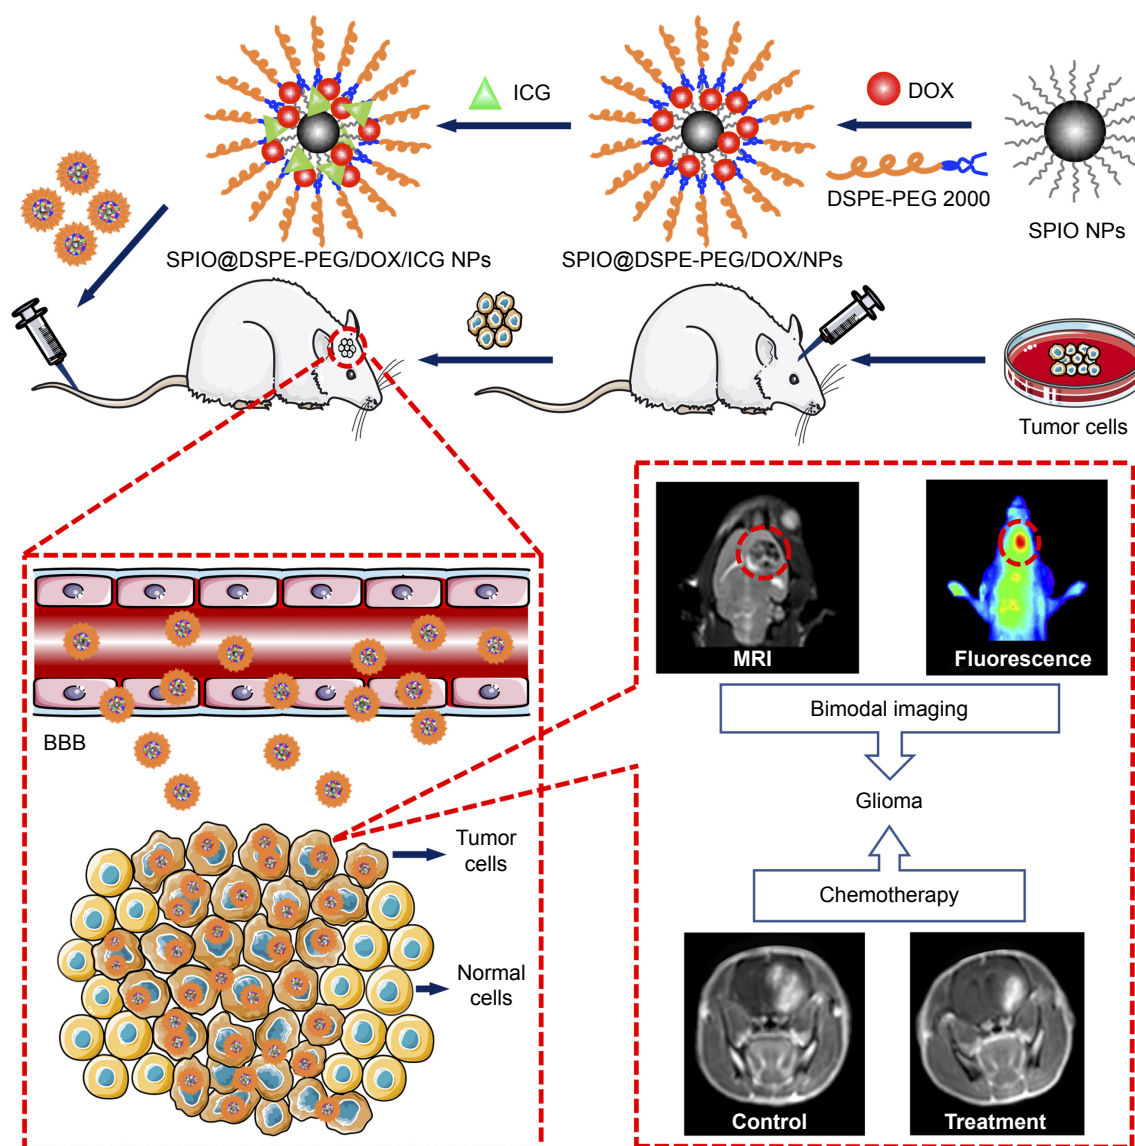 ICG
DOX
DSPE-PEG 2000
SPIO NPs
SPIO@DSPE-PEG/DOX/ICG NPs
SPIO@DSPE-PEG/DOX/NPs
Tumor cells
MRI
Fluorescence
Bimodal imaging
BBB
Glioma
Tumor
cells
Chemotherapy
Normal
cells
Control
Treatment